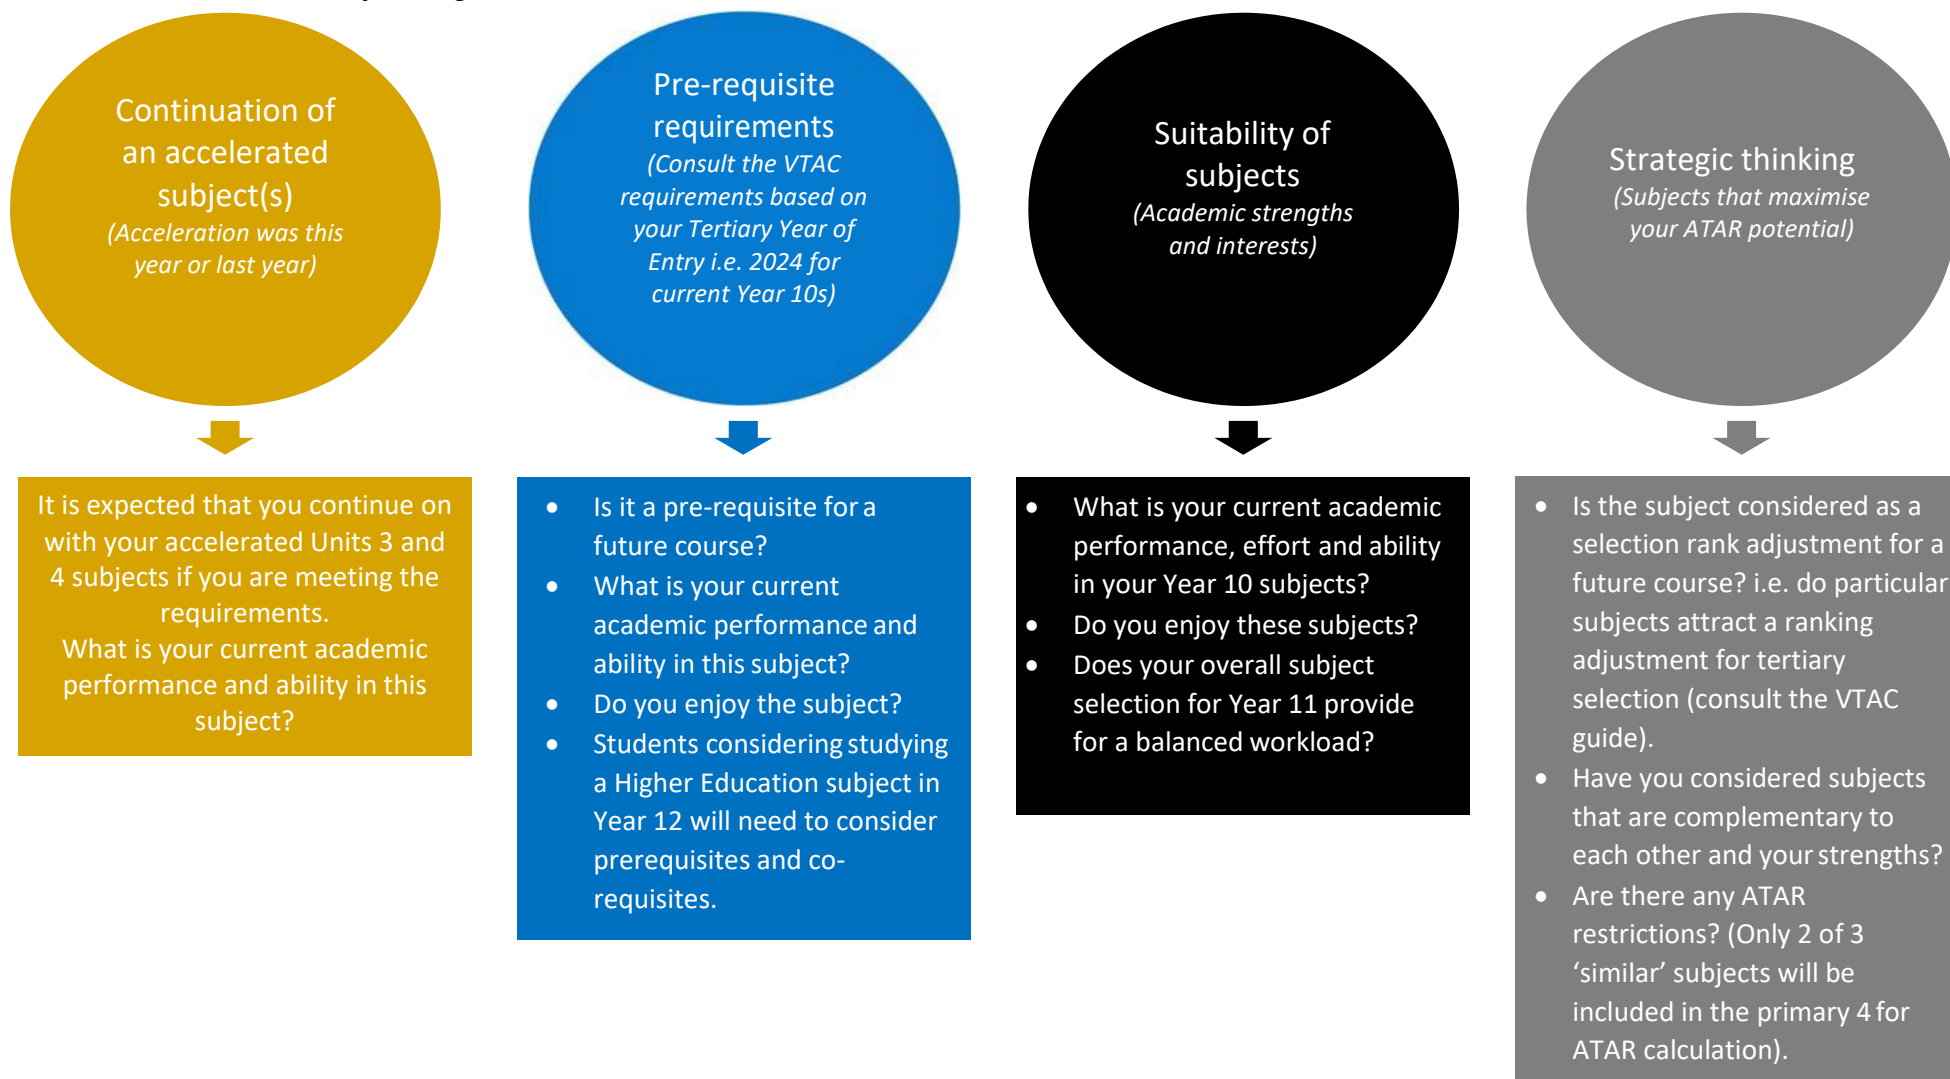 Continuation of
an accelerated
subject(s)
(Acceleration was this
year or last year)
Pre-requisite
requirements
(Consult the VTAC
requirements based on
your Tertiary Year of
Entry i.e. 2024 for
current Year 10s)
Suitability of
subjects
(Academic strengths
and interests)
Strategic thinking
(Subjects that maximise
your ATAR potential)
It is expected that you continue on
with your accelerated Units 3 and
4 subjects if you are meeting the
requirements.
What is your current academic
performance and ability in this
subject?
• Is it a pre-requisite for a
future course?
• What is your current
academic performance and
ability in this subject?
• Do you enjoy the subject?
• Students considering studying
a Higher Education subject in
Year 12 will need to consider
prerequisites and co-
requisites.
• What is your current academic
performance, effort and ability
in your Year 10 subjects?
• Do you enjoy these subjects?
• Does your overall subject
selection for Year 11 provide
for a balanced workload?
• Is the subject considered as a
selection rank adjustment for a
future course? i.e. do particular
subjects attract a ranking
adjustment for tertiary
selection (consult the VTAC
guide).
• Have you considered subjects
that are complementary to
each other and your strengths?
• Are there any ATAR
restrictions? (Only 2 of 3
‘similar’ subjects will be
included in the primary 4 for
ATAR calculation).